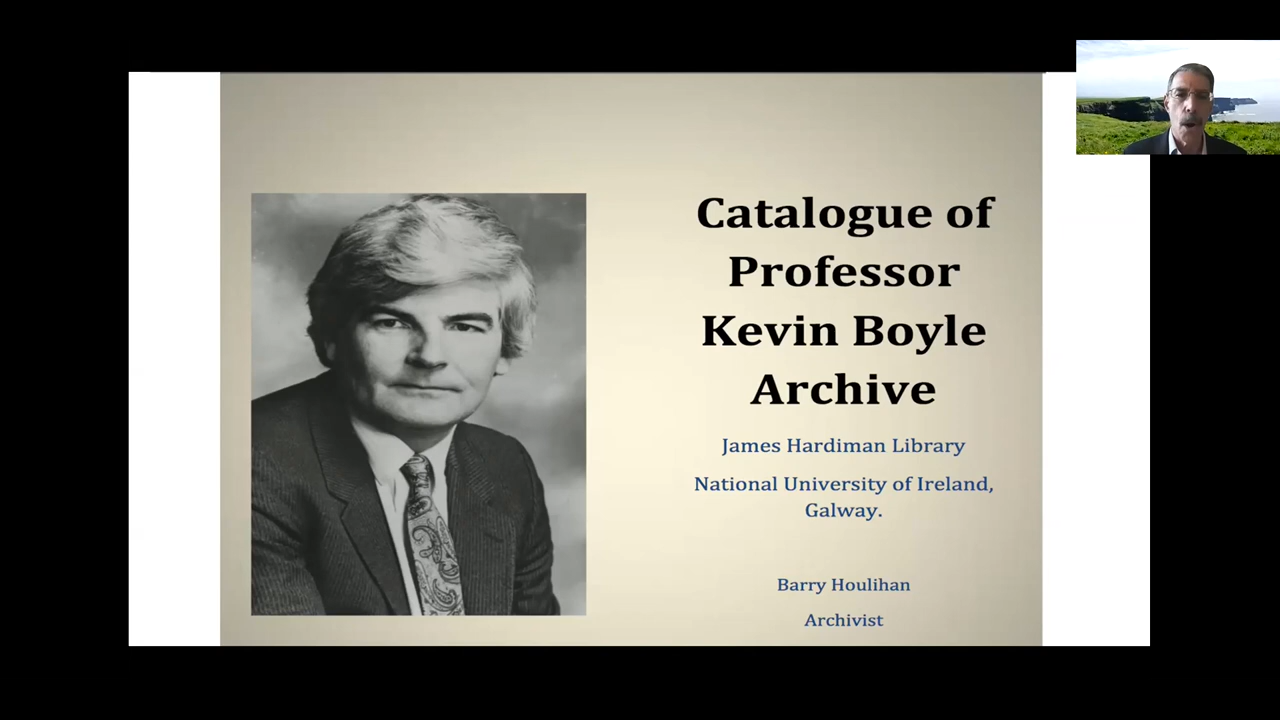 Catalogue of
Professor
Kevin Boyle
Archive
James Hardiman Library
National University of Ireland,
Galway.
Barry Houlihan
Archivist